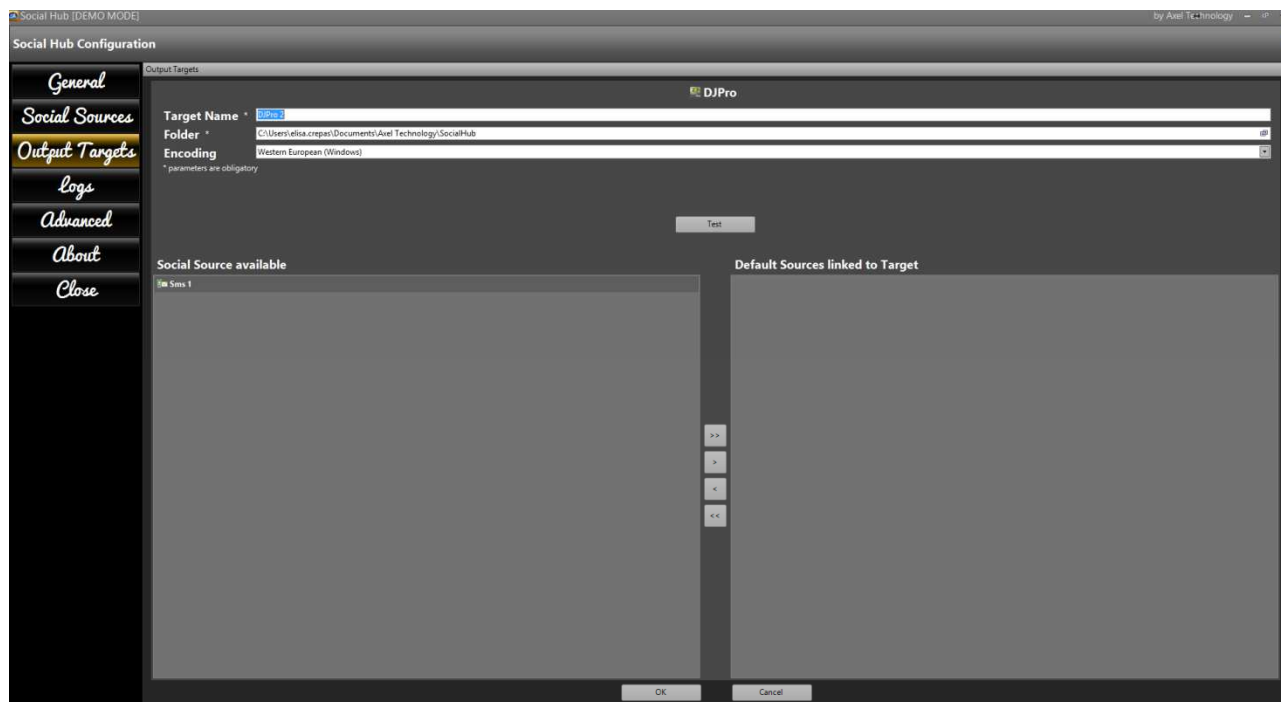 Social Hub [DEMO MODE]
by Axel Technology
Social Hub Configuration
General
Social Sources
Output Targets
Logs
Advanced
About
Close
Output Targets
DJPro
Target Name * DJPro 2
Folder * C:\Users\elisa.crepas\Documents\Axel Technology\SocialHub
Encoding Western European (Windows)
* parameters are obligatory
Test
Social Source available
Default Sources linked to Target
Sms 1
>>
>
<
<<
OK
Cancel